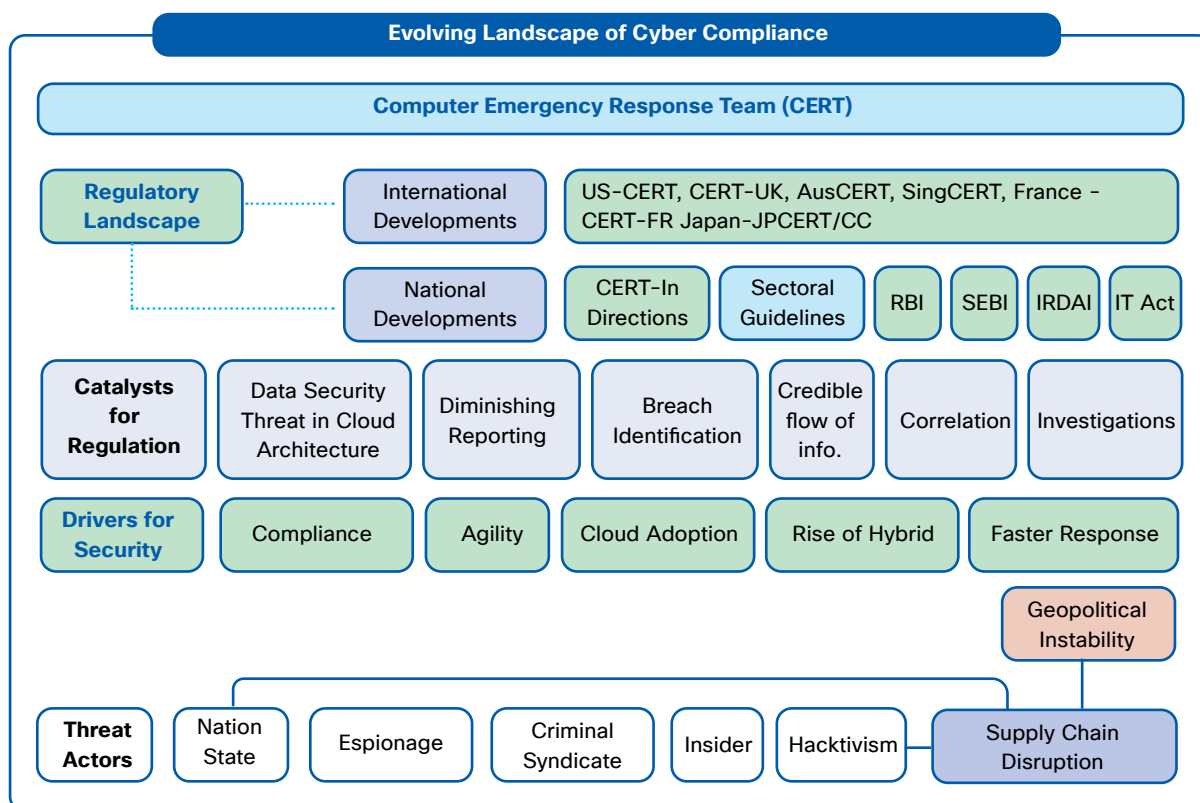 Evolving Landscape of Cyber Compliance
Computer Emergency Response Team (CERT)
Regulatory
Landscape
International
Developments
US-CERT, CERT-UK, AusCERT, SingCERT, France -
CERT-FR Japan-JPCERT/CC
National
Developments
CERT-In
Directions
Sectoral
Guidelines
RBI
SEBI
IRDAI
IT Act
Catalysts
for
Regulation
Data Security
Threat in Cloud
Architecture
Diminishing
Reporting
Breach
Identification
Credible
flow of
info.
Correlation
Investigations
Drivers for
Security
Compliance
Agility
Cloud Adoption
Rise of Hybrid
Faster Response
Geopolitical
Instability
Threat
Actors
Nation
State
Espionage
Criminal
Syndicate
Insider
Hacktivism
Supply Chain
Disruption